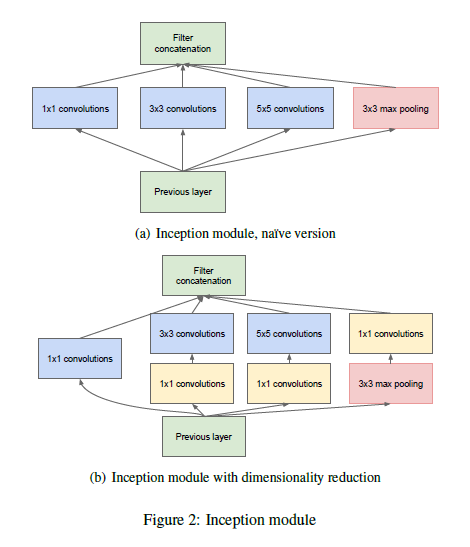 Filter
concatenation
1x1 convolutions
3x3 convolutions
5x5 convolutions
3x3 max pooling
Previous layer
(a) Inception module, naïve version
Filter
concatenation
3x3 convolutions
5x5 convolutions
1x1 convolutions
1x1 convolutions
1x1 convolutions
1x1 convolutions
3x3 max pooling
Previous layer
(b) Inception module with dimensionality reduction
Figure 2: Inception module